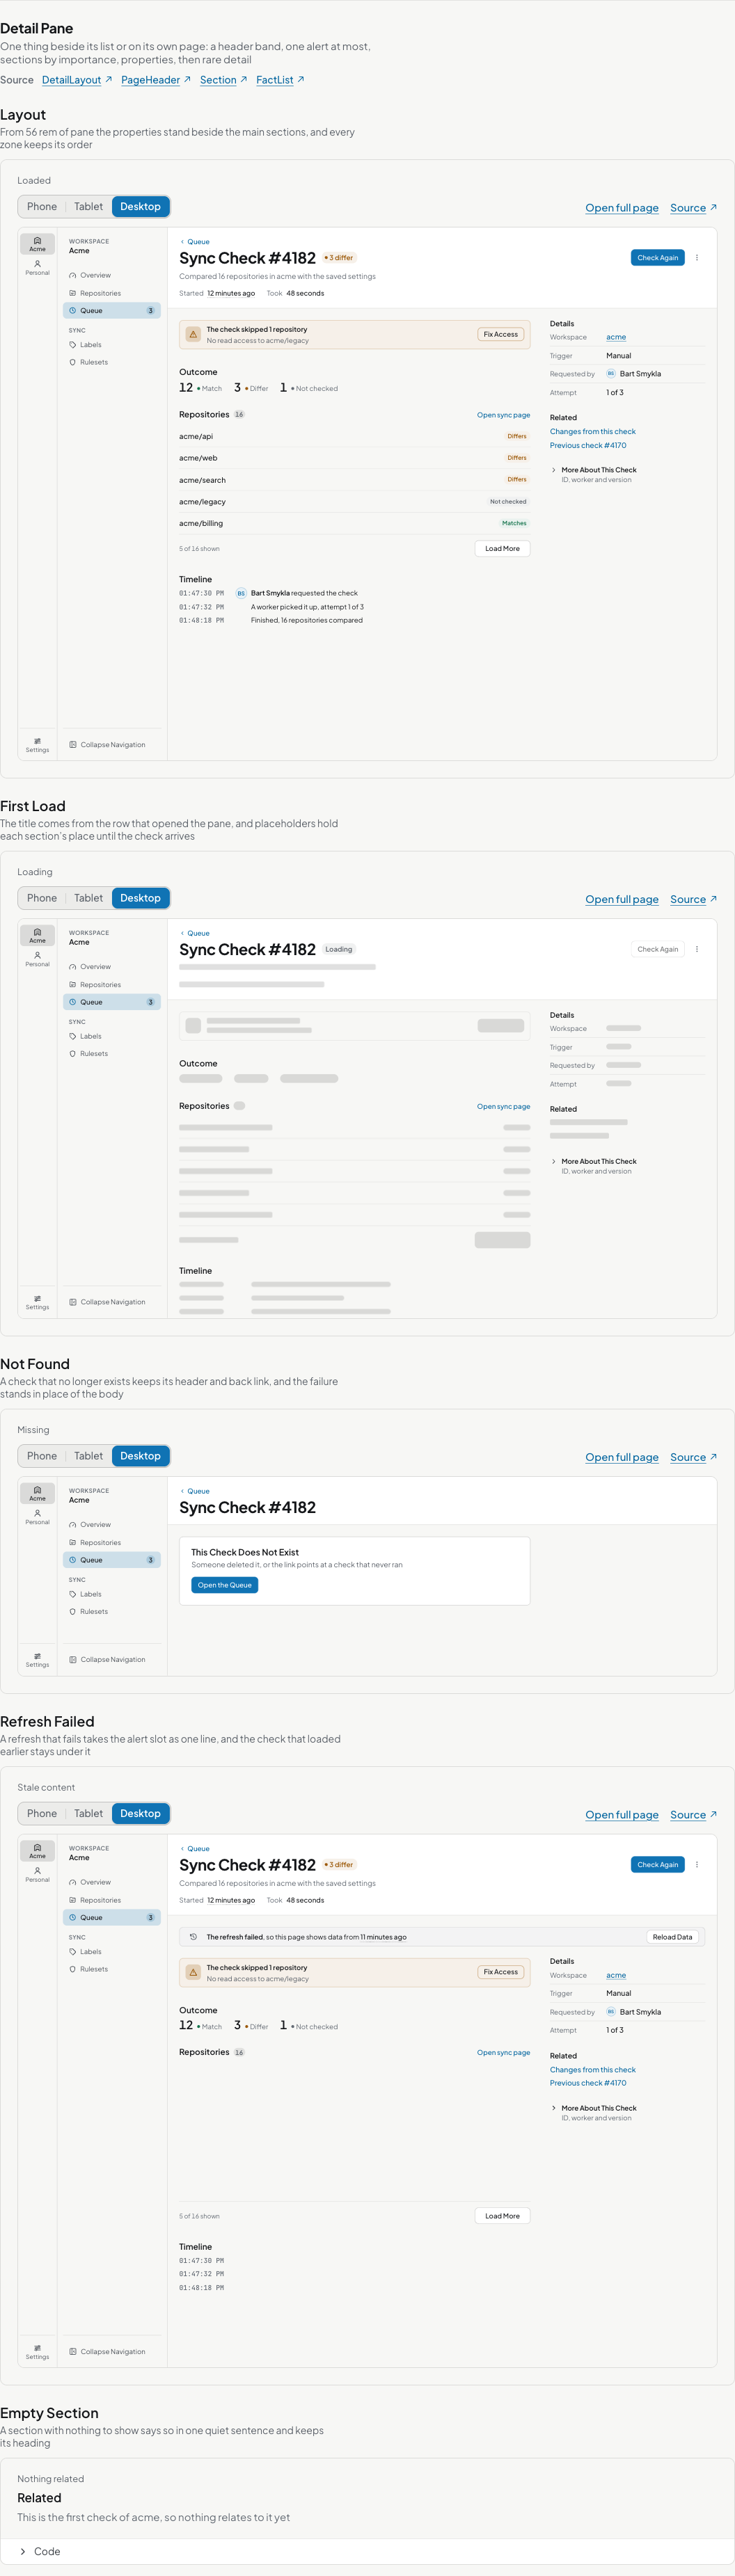 Detail Pane
One thing beside its list or on its own page: a header band, one alert at most,
sections by importance, properties, then rare detail
Source DetailLayout ↗ PageHeader ↗ Section ↗ FactList ↗
Layout
From 56 rem of pane the properties stand beside the main sections, and every
zone keeps its order
Loaded
Phone Tablet Desktop
Open full page Source ↗
Acme
Personal
Settings
WORKSPACE
Acme
Overview
Repositories
Queue 3
SYNC
Labels
Rulesets
Collapse Navigation
‹ Queue
Sync Check #4182 3 differ
Check Again
Compared 16 repositories in acme with the saved settings
Started 12 minutes ago Took 48 seconds
The check skipped 1 repository
No read access to acme/legacy
Fix Access
Outcome
12 Match 3 Differ 1 Not checked
Repositories 16
Open sync page
acme/api Differs
acme/web Differs
acme/search Differs
acme/legacy Not checked
acme/billing Matches
5 of 16 shown
Load More
Timeline
01:47:30 PM BS Bart Smykla requested the check
01:47:32 PM A worker picked it up, attempt 1 of 3
01:48:18 PM Finished, 16 repositories compared
Details
Workspace acme
Trigger Manual
Requested by BS Bart Smykla
Attempt 1 of 3
Related
Changes from this check
Previous check #4170
More About This Check
ID, worker and version
First Load
The title comes from the row that opened the pane, and placeholders hold
each section's place until the check arrives
Loading
Phone Tablet Desktop
Open full page Source ↗
Acme
Personal
Settings
WORKSPACE
Acme
Overview
Repositories
Queue 3
SYNC
Labels
Rulesets
Collapse Navigation
‹ Queue
Sync Check #4182 Loading
Check Again
Outcome
Repositories
Open sync page
Timeline
Details
Workspace
Trigger
Requested by
Attempt
Related
More About This Check
ID, worker and version
Not Found
A check that no longer exists keeps its header and back link, and the failure
stands in place of the body
Missing
Phone Tablet Desktop
Open full page Source ↗
Acme
Personal
Settings
WORKSPACE
Acme
Overview
Repositories
Queue 3
SYNC
Labels
Rulesets
Collapse Navigation
‹ Queue
Sync Check #4182
This Check Does Not Exist
Someone deleted it, or the link points at a check that never ran
Open the Queue
Refresh Failed
A refresh that fails takes the alert slot as one line, and the check that loaded
earlier stays under it
Stale content
Phone Tablet Desktop
Open full page Source ↗
Acme
Personal
Settings
WORKSPACE
Acme
Overview
Repositories
Queue 3
SYNC
Labels
Rulesets
Collapse Navigation
‹ Queue
Sync Check #4182 3 differ
Check Again
Compared 16 repositories in acme with the saved settings
Started 12 minutes ago Took 48 seconds
The refresh failed, so this page shows data from 11 minutes ago
Reload Data
The check skipped 1 repository
No read access to acme/legacy
Fix Access
Outcome
12 Match 3 Differ 1 Not checked
Repositories 16
Open sync page
5 of 16 shown
Load More
Timeline
01:47:30 PM
01:47:32 PM
01:48:18 PM
Details
Workspace acme
Trigger Manual
Requested by BS Bart Smykla
Attempt 1 of 3
Related
Changes from this check
Previous check #4170
More About This Check
ID, worker and version
Empty Section
A section with nothing to show says so in one quiet sentence and keeps
its heading
Nothing related
Related
This is the first check of acme, so nothing relates to it yet
Code